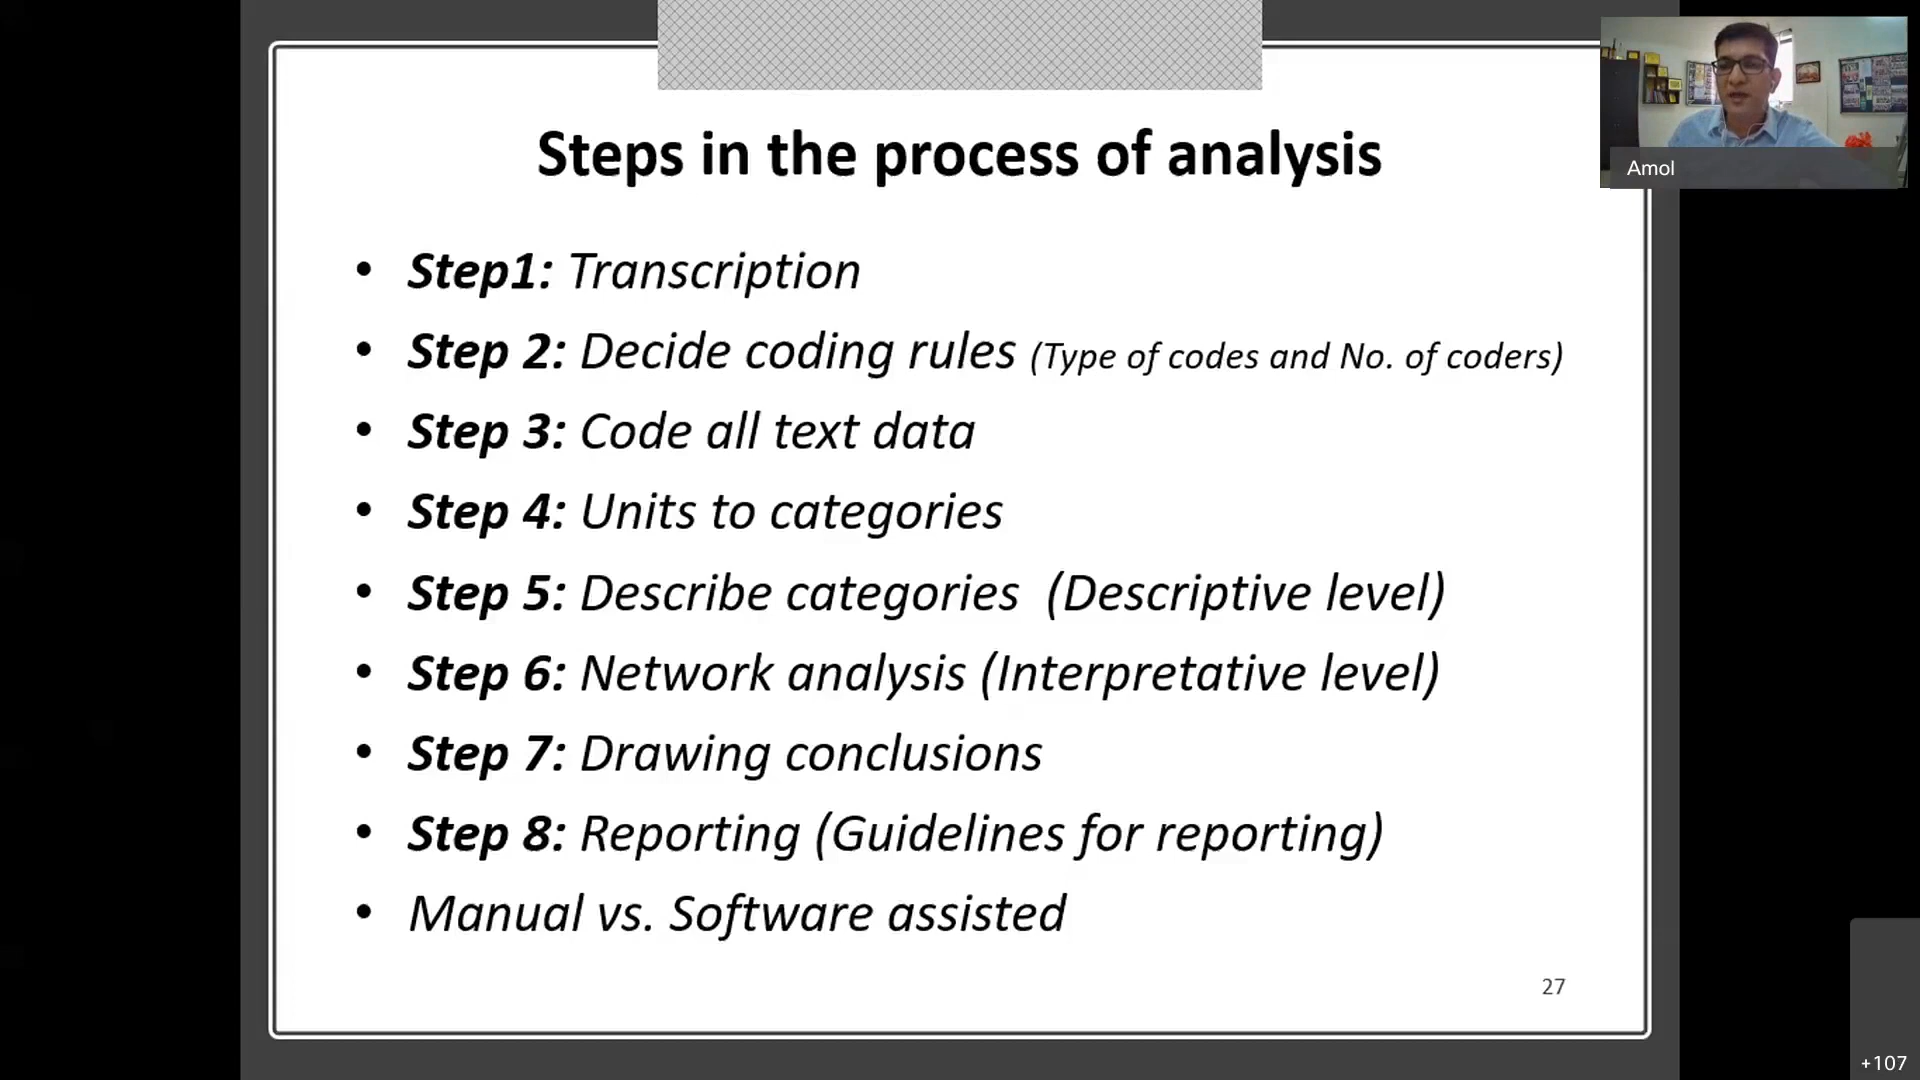 Steps in the process of analysis
Amol
• Step1: Transcription
• Step 2: Decide coding rules (Type of codes and No. of coders)
• Step 3: Code all text data
• Step 4: Units to categories
• Step 5: Describe categories (Descriptive level)
• Step 6: Network analysis (Interpretative level)
• Step 7: Drawing conclusions
• Step 8: Reporting (Guidelines for reporting)
• Manual vs. Software assisted
27
+107